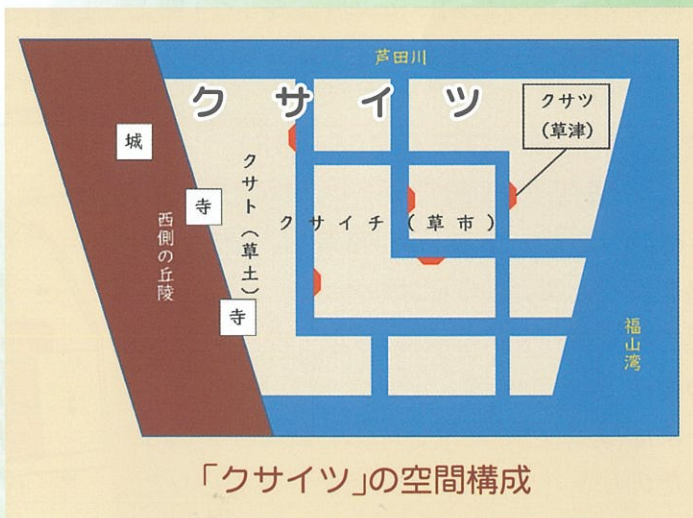 芦田川
クサイツ
クサツ
(草津)
城
寺
クサト(草土)
クサイチ(草市)
西側の丘陵
寺
福山湾
「クサイツ」の空間構成